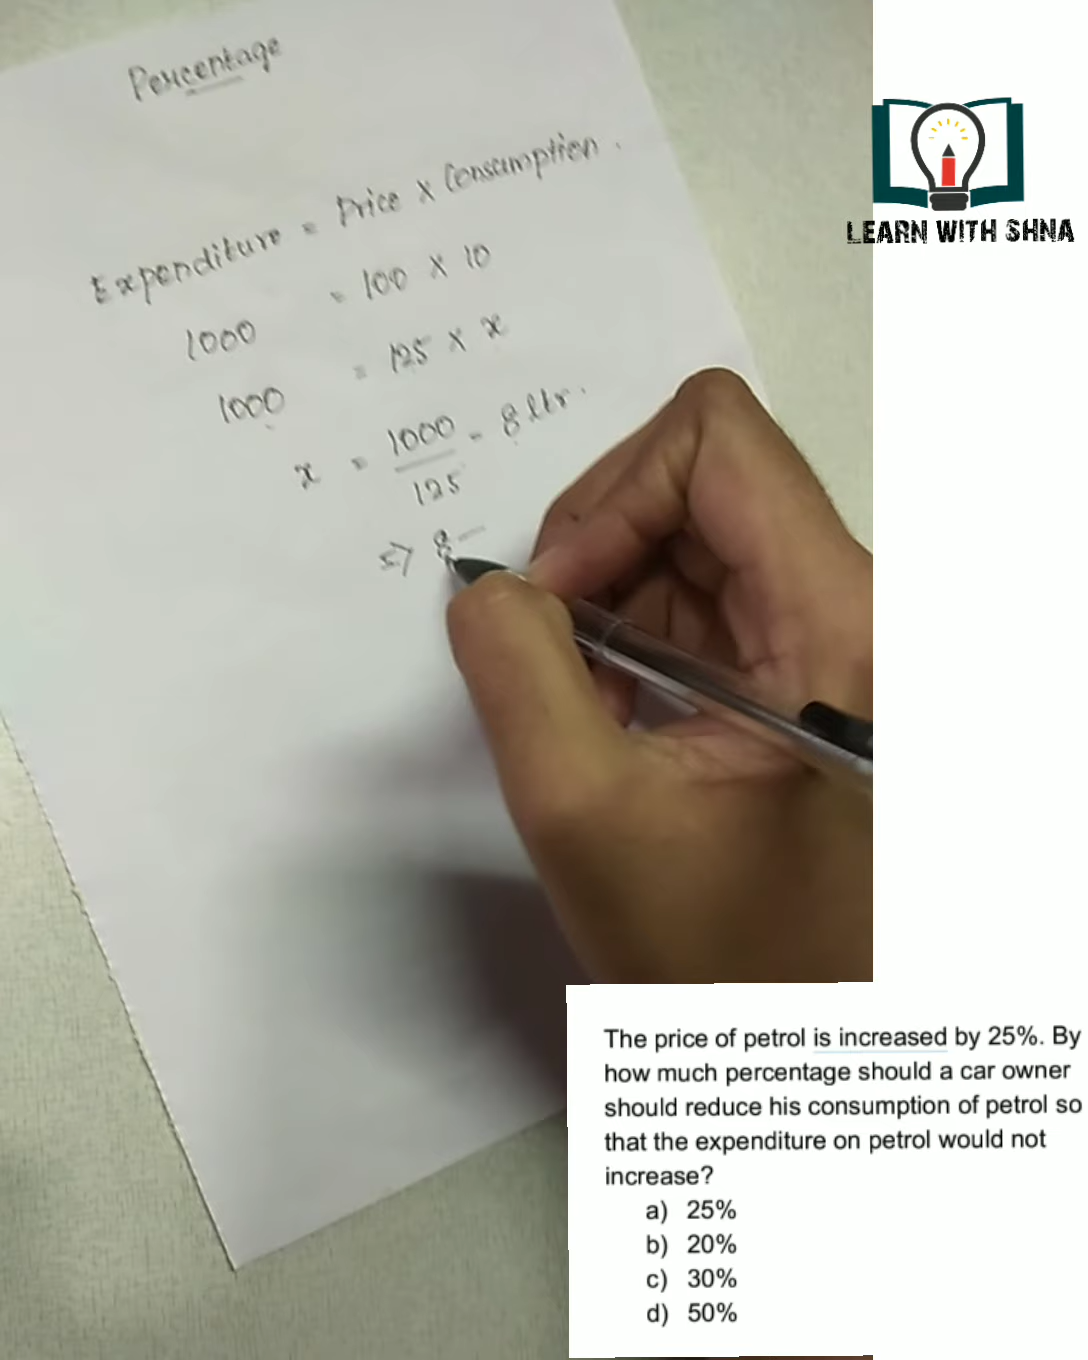 Percentage
Expenditure = Price x Consumption.
1000 = 100 x 10
1000 = 125 x x
x = 1000/125 = 8 ltr.
=> 8 -
LEARN WITH SHNA
The price of petrol is increased by 25%. By
how much percentage should a car owner
should reduce his consumption of petrol so
that the expenditure on petrol would not
increase?
a) 25%
b) 20%
c) 30%
d) 50%